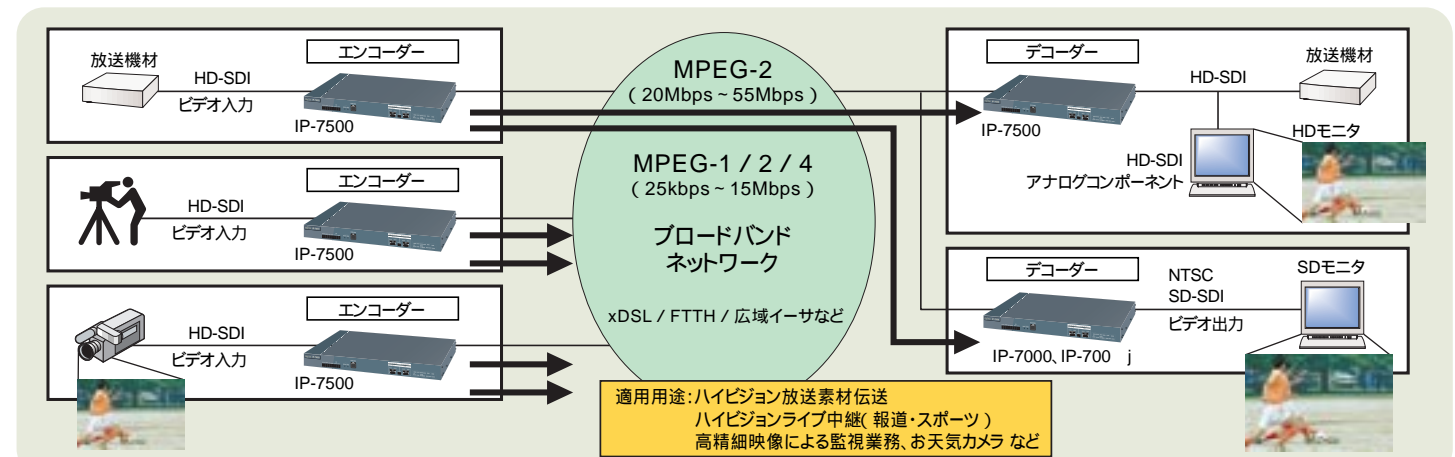 放送機材
HD-SDI
ビデオ入力
エンコーダー
IP-7500
HD-SDI
ビデオ入力
エンコーダー
IP-7500
HD-SDI
ビデオ入力
エンコーダー
IP-7500
MPEG-2
(20Mbps~55Mbps)
MPEG-1 / 2 / 4
(25kbps~15Mbps)
ブロードバンド
ネットワーク
xDSL / FTTH / 広域イーサなど
適用用途:ハイビジョン放送素材伝送
ハイビジョンライブ中継(報道・スポーツ)
高精細映像による監視業務、お天気カメラ など
デコーダー
IP-7500
HD-SDI
放送機材
HDモニタ
HD-SDI
アナログコンポーネント
デコーダー
IP-7000、IP-700 j
NTSC
SD-SDI
ビデオ出力
SDモニタ